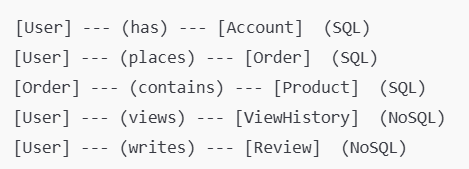 [User] --- (has) --- [Account]  (SQL)
[User] --- (places) --- [Order]  (SQL)
[Order] --- (contains) --- [Product]  (SQL)
[User] --- (views) --- [ViewHistory]  (NoSQL)
[User] --- (writes) --- [Review]  (NoSQL)